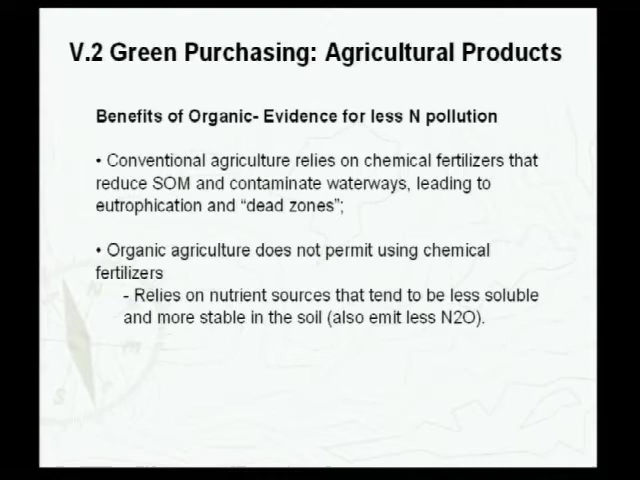 V.2 Green Purchasing: Agricultural Products
Benefits of Organic- Evidence for less N pollution
• Conventional agriculture relies on chemical fertilizers that
reduce SOM and contaminate waterways, leading to
eutrophication and “dead zones”;
• Organic agriculture does not permit using chemical
fertilizers
- Relies on nutrient sources that tend to be less soluble
and more stable in the soil (also emit less N2O).
N
S